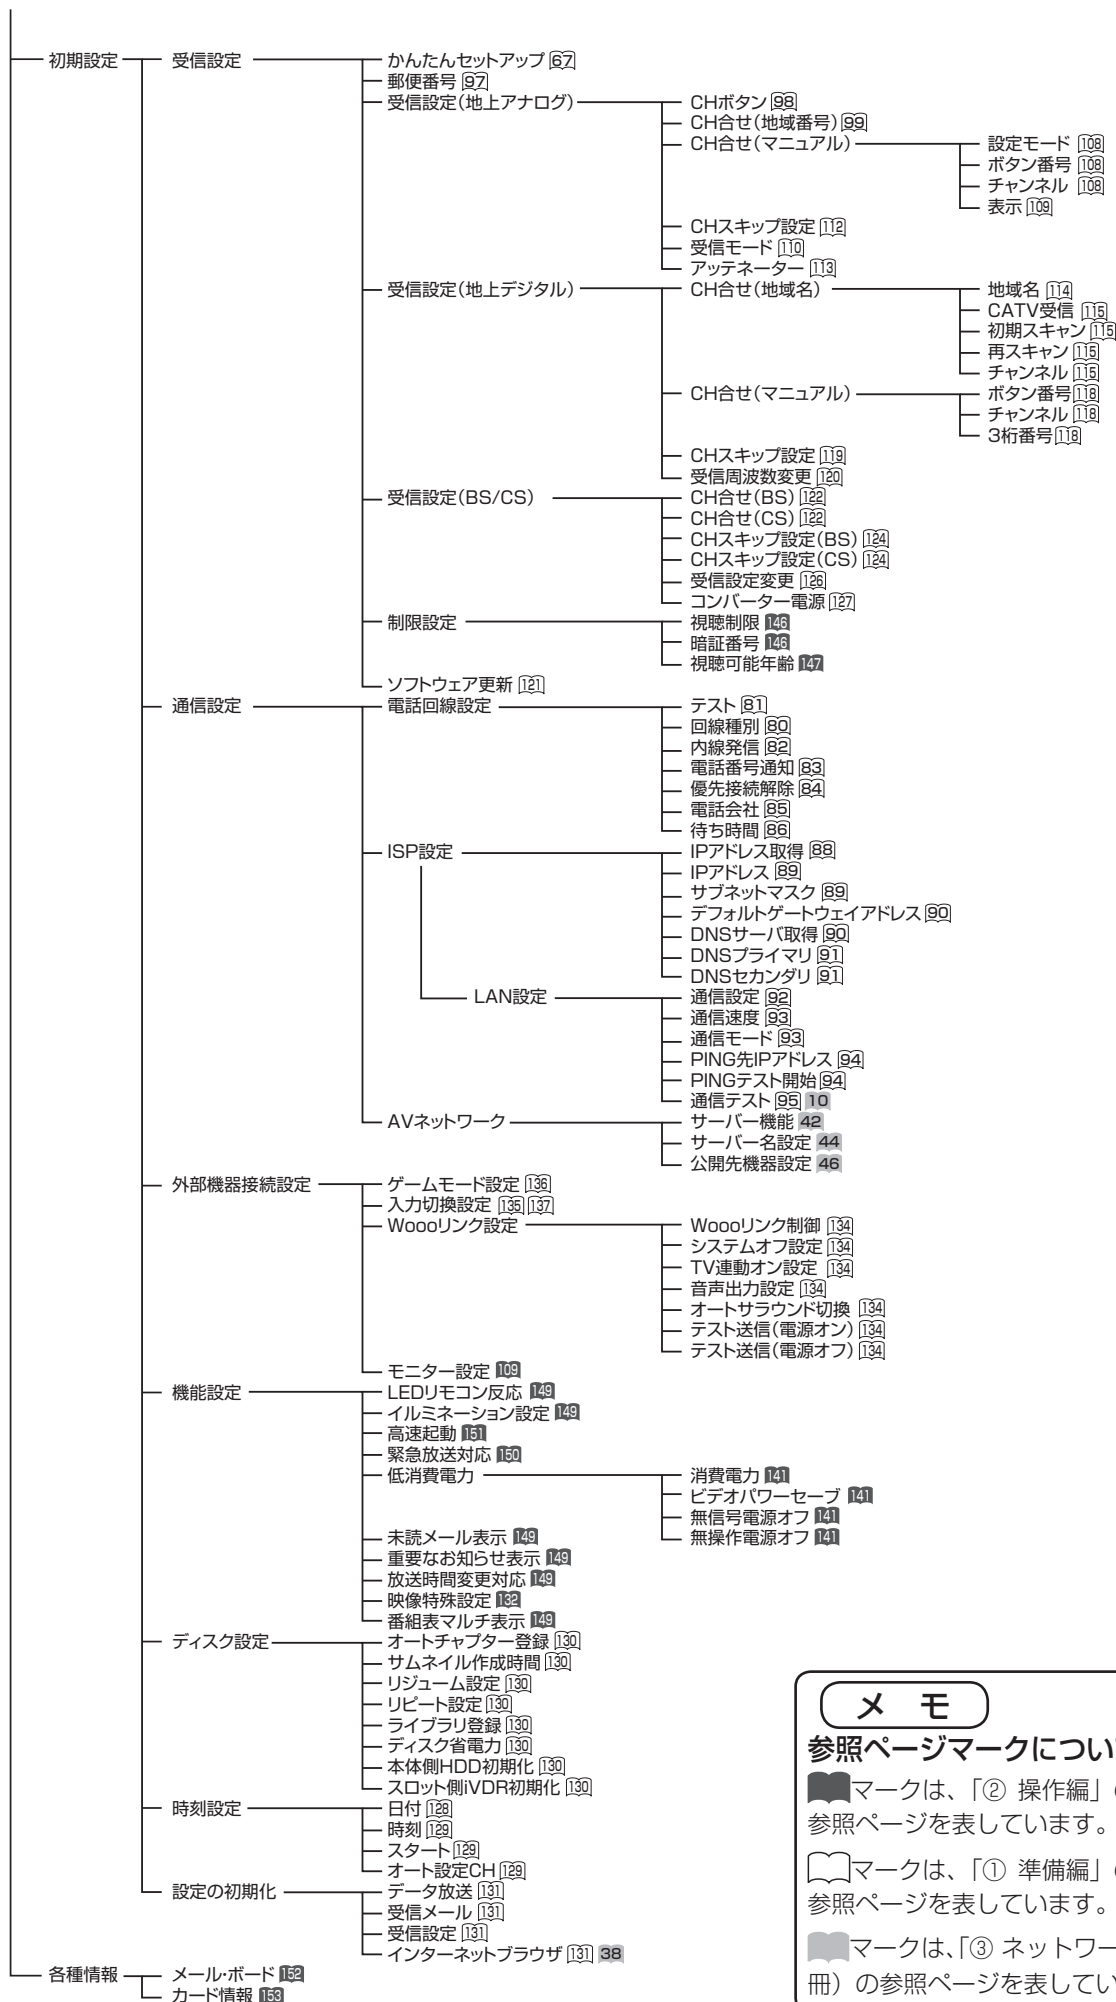 初期設定 受信設定 かんたんセットアップ 67
郵便番号 97
受信設定(地上アナログ) CHボタン 98
CH合せ(地域番号) 99
CH合せ(マニュアル) 設定モード 108
ボタン番号 108
チャンネル 108
表示 109
CHスキップ設定 112
受信モード 110
アッテネーター 113
受信設定(地上デジタル) CH合せ(地域名) 地域名 114
CATV受信 115
初期スキャン 115
再スキャン 115
チャンネル 115
CH合せ(マニュアル) ボタン番号 118
チャンネル 118
3桁番号 118
CHスキップ設定 119
受信周波数変更 120
受信設定(BS/CS) CH合せ(BS) 122
CH合せ(CS) 122
CHスキップ設定(BS) 124
CHスキップ設定(CS) 124
受信設定変更 126
コンバーター電源 127
制限設定 視聴制限 146
暗証番号 146
視聴可能年齢 147
ソフトウェア更新 121
通信設定 電話回線設定 テスト 81
回線種別 80
内線発信 82
電話番号通知 83
優先接続解除 84
電話会社 85
待ち時間 86
ISP設定 IPアドレス取得 88
IPアドレス 89
サブネットマスク 89
デフォルトゲートウェイアドレス 90
DNSサーバ取得 90
DNSプライマリ 91
DNSセカンダリ 91
LAN設定 通信設定 92
通信速度 93
通信モード 93
PING先IPアドレス 94
PINGテスト開始 94
通信テスト 95 10
AVネットワーク サーバー機能 42
サーバー名設定 44
公開先機器設定 46
外部機器接続設定 ゲームモード設定 136
入力切換設定 135 137
Woooリンク設定 Woooリンク制御 134
システムオフ設定 134
TV連動オン設定 134
音声出力設定 134
オートサラウンド切換 134
テスト送信(電源オン) 134
テスト送信(電源オフ) 134
モニター設定 109
機能設定 LEDリモコン反応 149
イルミネーション設定 149
高速起動 151
緊急放送対応 150
低消費電力 消費電力 141
ビデオパワーセーブ 141
無信号電源オフ 141
無操作電源オフ 141
未読メール表示 149
重要なお知らせ表示 149
放送時間変更対応 149
映像特殊設定 132
番組表マルチ表示 149
ディスク設定 オートチャプター登録 130
サムネイル作成時間 130
リジューム設定 130
リピート設定 130
ライブラリ登録 130
ディスク省電力 130
本体側HDD初期化 130
スロット側iVDR初期化 130
時刻設定 日付 128
時刻 129
スタート 129
オート設定CH 129
設定の初期化 データ放送 131
受信メール 131
受信設定 131
インターネットブラウザ 131 38
各種情報 メール・ボード 152
カード情報 153
メモ
参照ページマークについ
マークは、「② 操作編」
参照ページを表しています。
マークは、「① 準備編」
参照ページを表しています。
マークは、「③ ネットワー
冊）の参照ページを表してい